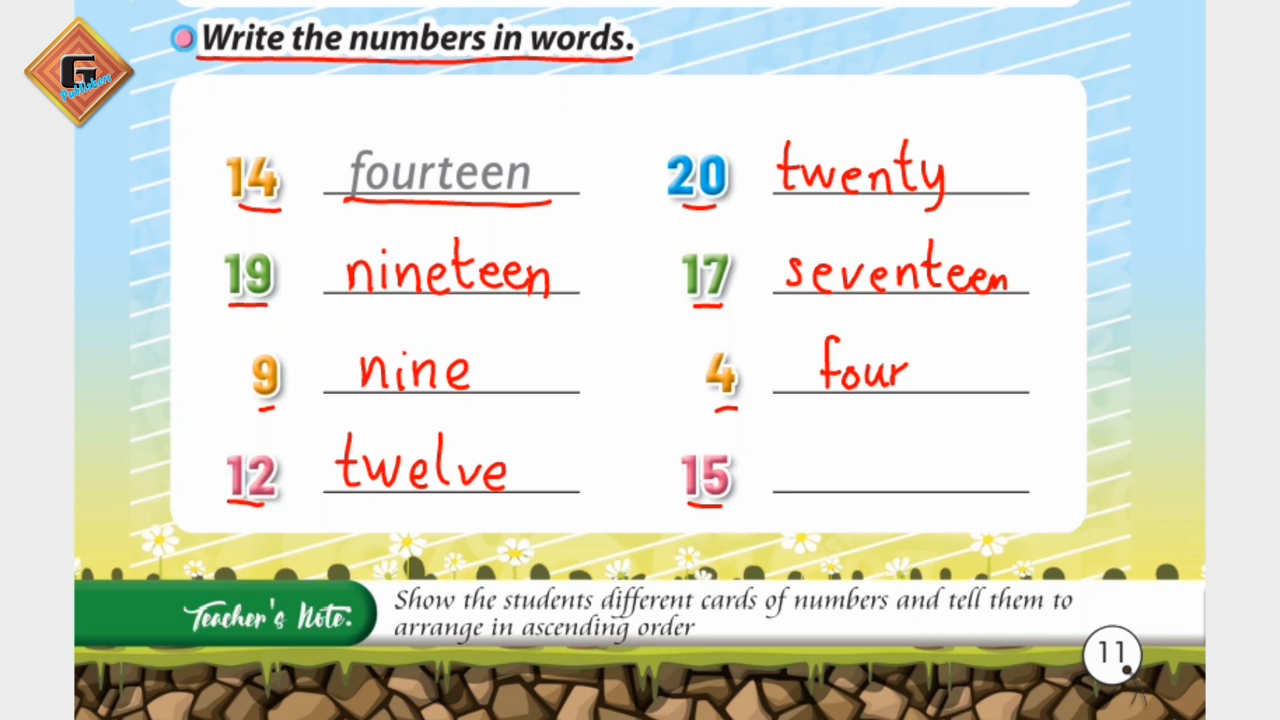 G
Publishers
Write the numbers in words.
14 fourteen 20 twenty
19 nineteen 17 seventeen
9 nine 4 four
12 twelve 15
Teacher's Note:
Show the students different cards of numbers and tell them to
arrange in ascending order
11